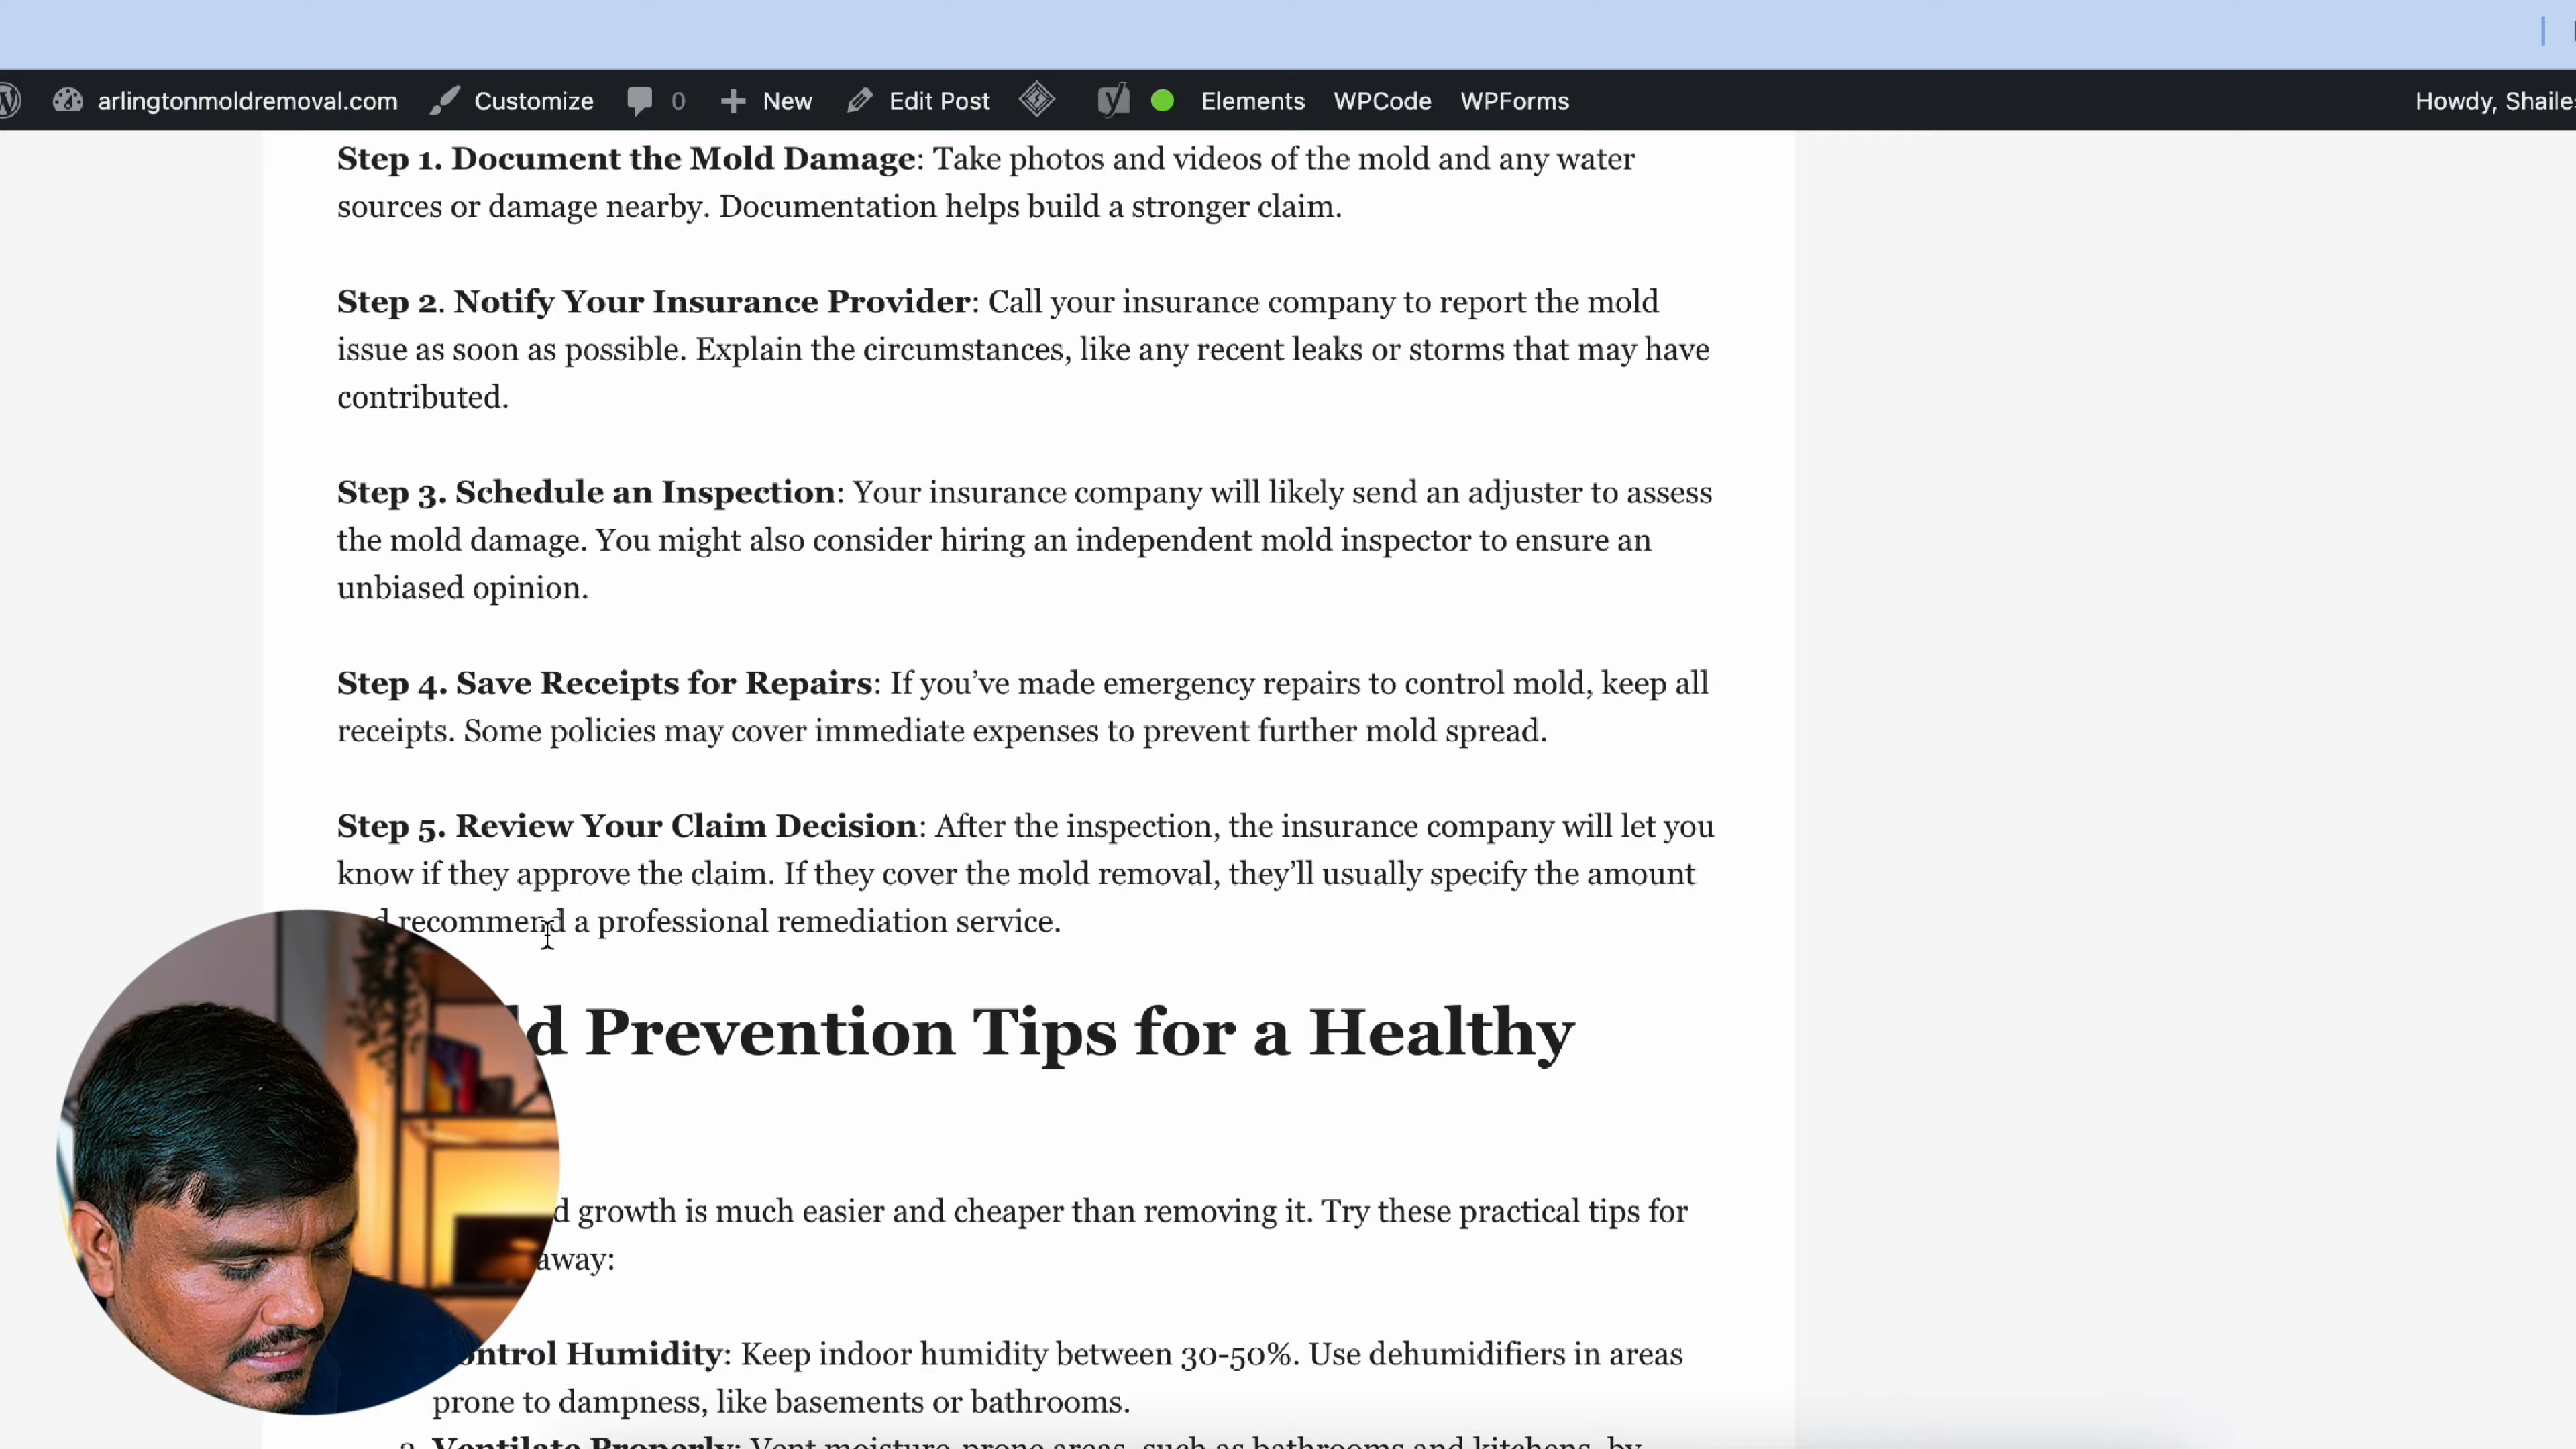 arlingtonmoldremoval.com Customize 0 New Edit Post Elements WPCode WPForms Howdy,
Step 1. Document the Mold Damage: Take photos and videos of the mold and any water
sources or damage nearby. Documentation helps build a stronger claim.
Step 2. Notify Your Insurance Provider: Call your insurance company to report the mold
issue as soon as possible. Explain the circumstances, like any recent leaks or storms that may have
contributed.
Step 3. Schedule an Inspection: Your insurance company will likely send an adjuster to assess
the mold damage. You might also consider hiring an independent mold inspector to ensure an
unbiased opinion.
Step 4. Save Receipts for Repairs: If you’ve made emergency repairs to control mold, keep all
receipts. Some policies may cover immediate expenses to prevent further mold spread.
Step 5. Review Your Claim Decision: After the inspection, the insurance company will let you
know if they approve the claim. If they cover the mold removal, they’ll usually specify the amount
recommend a professional remediation service.
Prevention Tips for a Healthy
growth is much easier and cheaper than removing it. Try these practical tips for
away:
Humidity: Keep indoor humidity between 30-50%. Use dehumidifiers in areas
prone to dampness, like basements or bathrooms.
Ventilate Properly: Vent moisture-prone areas, such as bathrooms and kitchens, by